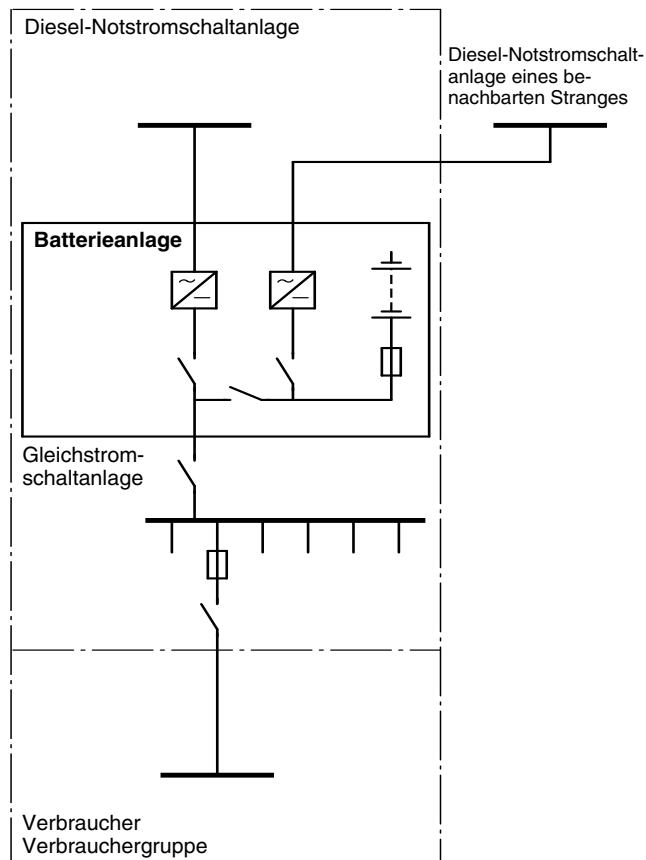 Diesel-Notstromschaltanlage
Diesel-Notstromschalt-
anlage eines be-
nachbarten Stranges
Batterieanlage
Gleichstrom-
schaltanlage
Verbraucher
Verbrauchergruppe